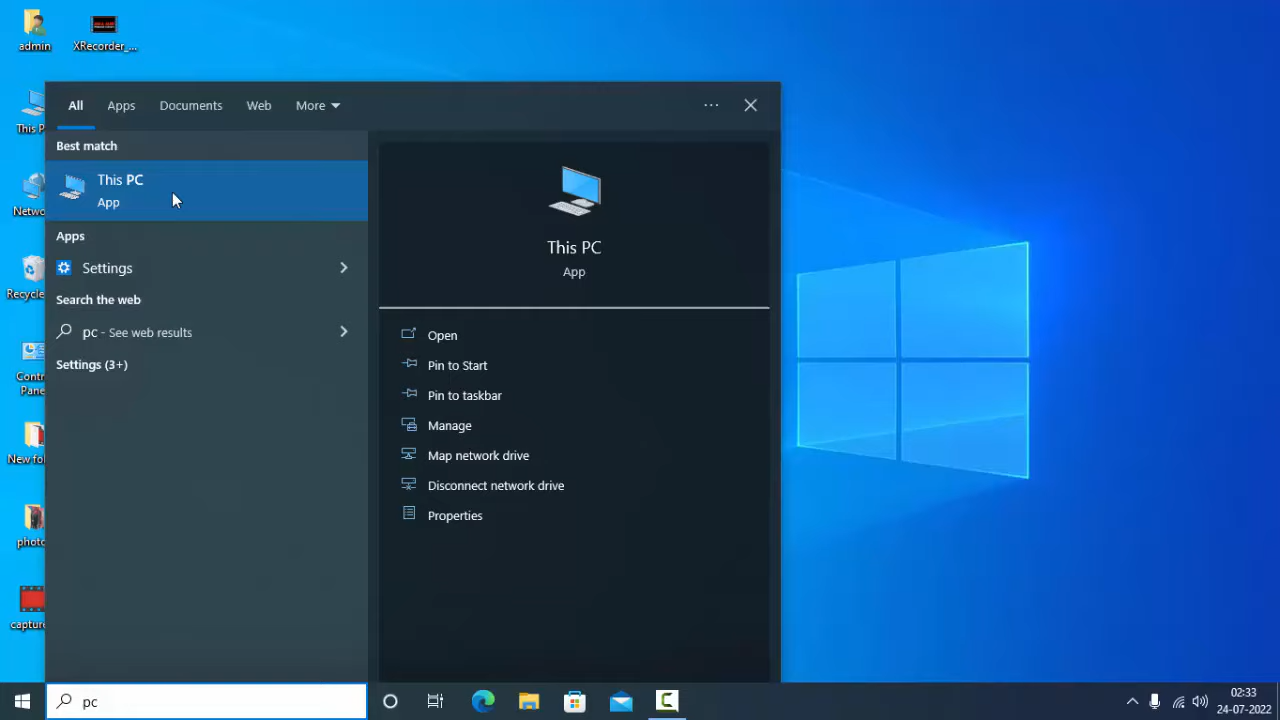 admin
XRecorder_...
This P
Netwo
Recycle
Contr
Pane
New fol
photo
capture
All
Apps
Documents
Web
More
Best match
This PC
App
Apps
Settings
Search the web
pc - See web results
Settings (3+)
This PC
App
Open
Pin to Start
Pin to taskbar
Manage
Map network drive
Disconnect network drive
Properties
pc
02:33
24-07-2022